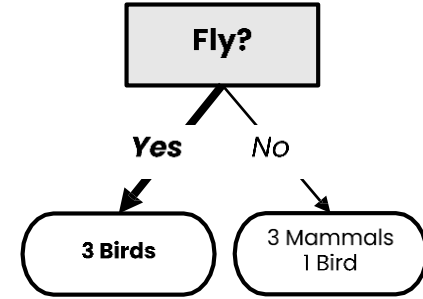 Fly?
Yes
No
3 Birds
3 Mammals
1 Bird